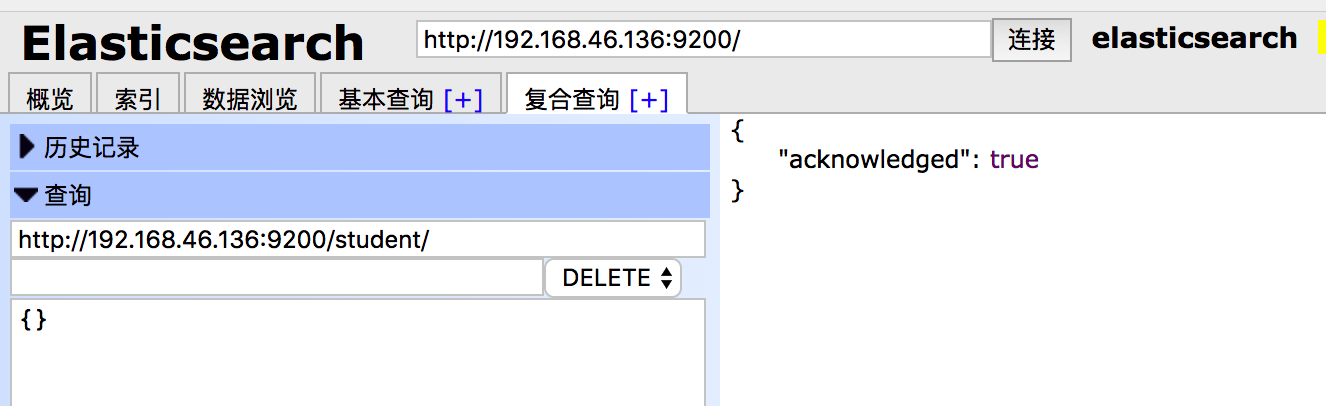 Elasticsearch
http://192.168.46.136:9200/
连接
elasticsearch
概览 索引 数据浏览 基本查询 [+] 复合查询 [+]
历史记录
查询
http://192.168.46.136:9200/student/
DELETE
{}
{
"acknowledged": true
}